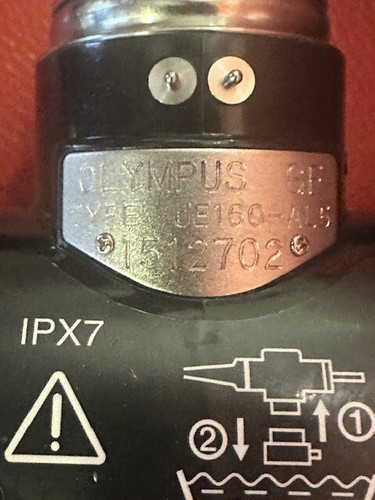 OLYMPUS GF
TYPE UE160-AL5
1512702
IPX7
①
②